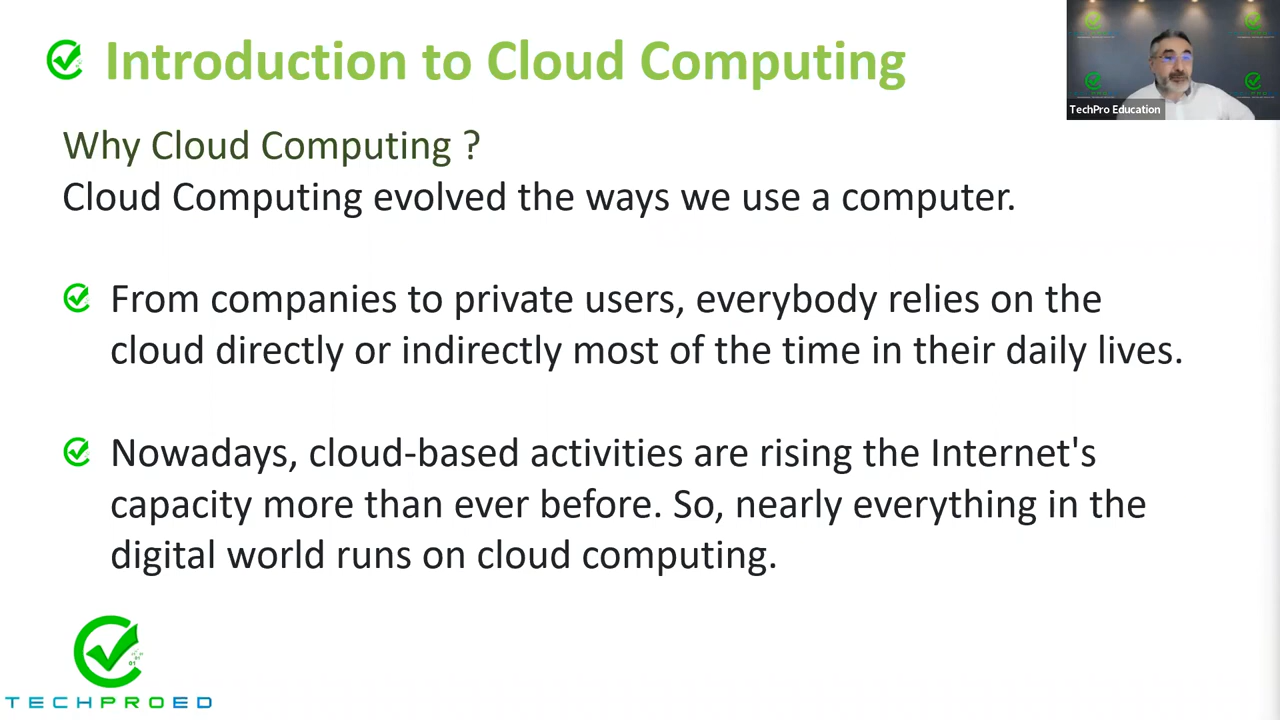 Introduction to Cloud Computing
TechPro Education
Why Cloud Computing ?
Cloud Computing evolved the ways we use a computer.
From companies to private users, everybody relies on the
cloud directly or indirectly most of the time in their daily lives.
Nowadays, cloud-based activities are rising the Internet's
capacity more than ever before. So, nearly everything in the
digital world runs on cloud computing.
TECHPROED